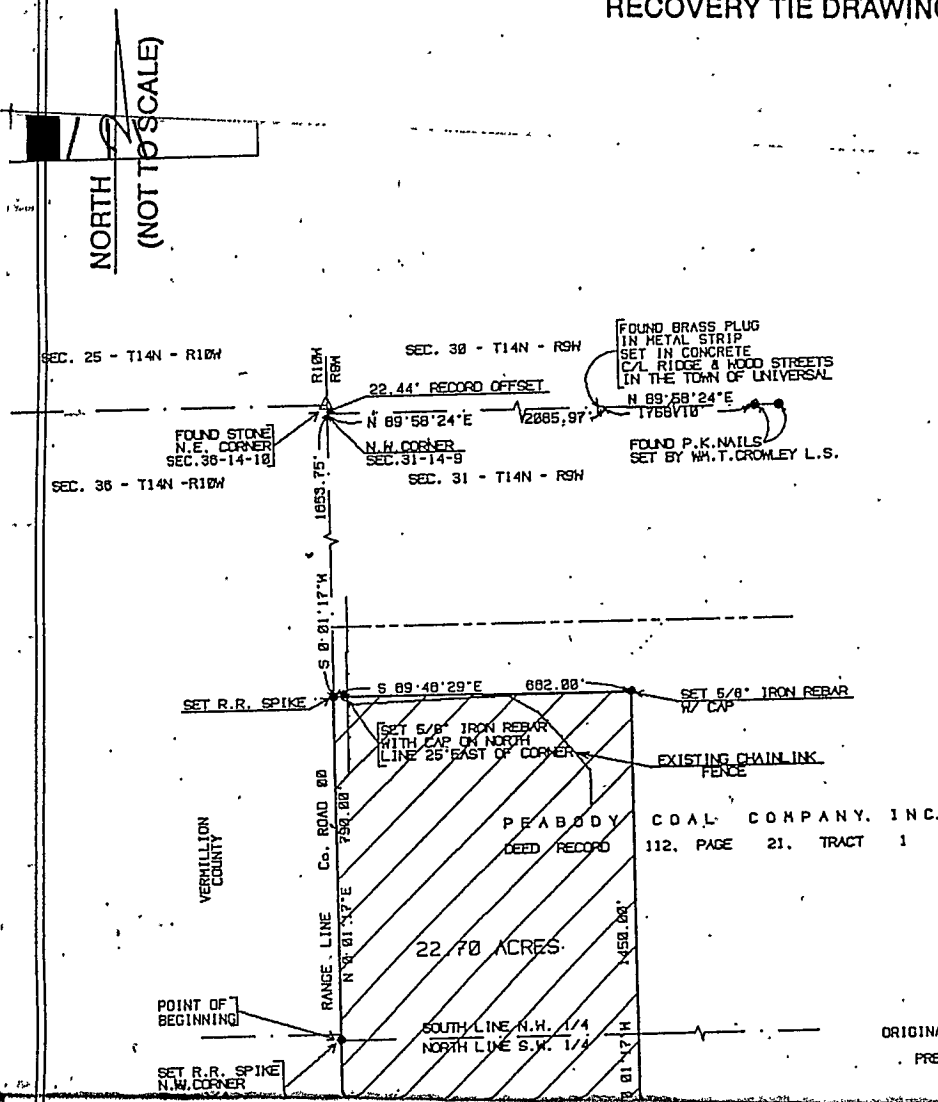 RECOVERY TIE DRAWING
NORTH
(NOT TO SCALE)
SEC. 25 - T14N - R10W
R10W
R9W
SEC. 30 - T14N - R9W
FOUND BRASS PLUG
IN METAL STRIP
SET IN CONCRETE
C/L RIDGE & WOOD STREETS
IN THE TOWN OF UNIVERSAL
22.44' RECORD OFFSET
N 89°58'24"E
2085.97'
N 89°58'24"E
FOUND STONE
N.E. CORNER
SEC.36-14-10
N.W. CORNER
SEC.31-14-9
FOUND P.K.NAILS
SET BY WM.T.CROWLEY L.S.
SEC. 36 - T14N -R10W
SEC. 31 - T14N - R9W
1853.75'
S 0°01'17"W
SET R.R. SPIKE
S 89°48'29"E
682.00'
SET 5/8" IRON REBAR
W/ CAP
SET 5/8" IRON REBAR
WITH CAP ON NORTH
LINE 25'EAST OF CORNER
EXISTING CHAINLINK
FENCE
VERMILLION
COUNTY
RANGE LINE Co. ROAD 00
N 0°01'17"E
790.00'
PEABODY COAL COMPANY, INC.
DEED RECORD 112, PAGE 21, TRACT 1
22.70 ACRES
1450.00'
01'17"W
POINT OF
BEGINNING
SOUTH LINE N.W. 1/4
NORTH LINE S.W. 1/4
SET R.R. SPIKE
N.W.CORNER
ORIGINA
PRE